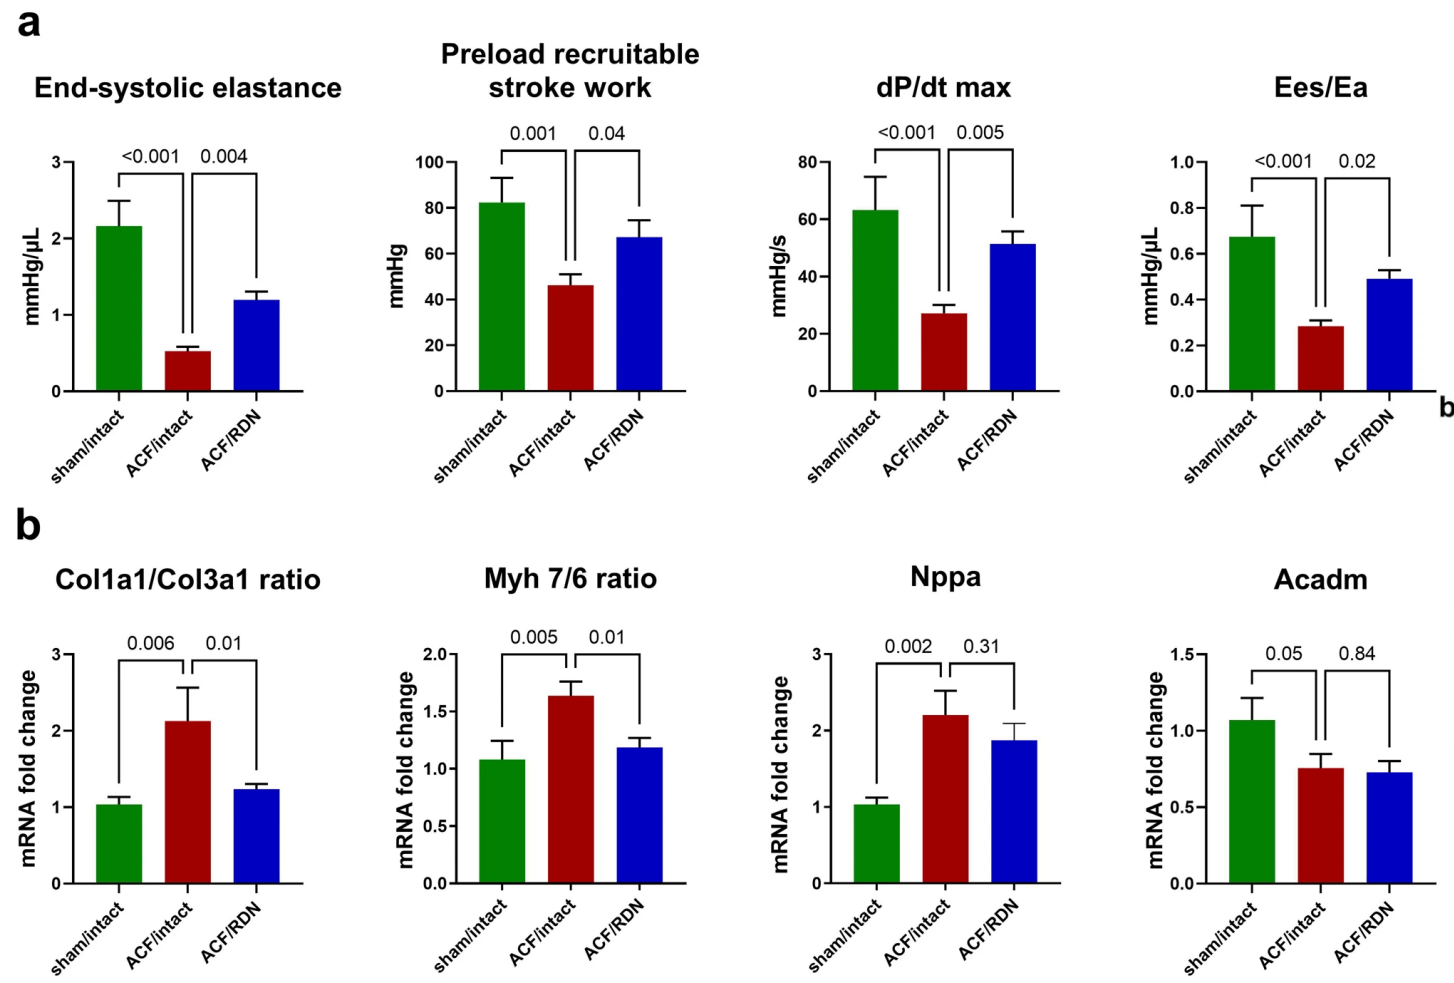 a
End-systolic elastance
<0.001 0.004
3
2
1
0
mmHg/µL
sham/intact
ACF/intact
ACF/RDN
Preload recruitable
stroke work
0.001 0.04
100
80
60
40
20
0
mmHg
sham/intact
ACF/intact
ACF/RDN
dP/dt max
<0.001 0.005
80
60
40
20
0
mmHg/s
sham/intact
ACF/intact
ACF/RDN
Ees/Ea
<0.001 0.02
1.0
0.8
0.6
0.4
0.2
0.0
mmHg/µL
sham/intact
ACF/intact
ACF/RDN
b
b
Col1a1/Col3a1 ratio
0.006 0.01
3
2
1
0
mRNA fold change
sham/intact
ACF/intact
ACF/RDN
Myh 7/6 ratio
0.005 0.01
2.0
1.5
1.0
0.5
0.0
mRNA fold change
sham/intact
ACF/intact
ACF/RDN
Nppa
0.002 0.31
3
2
1
0
mRNA fold change
sham/intact
ACF/intact
ACF/RDN
Acadm
0.05 0.84
1.5
1.0
0.5
0.0
mRNA fold change
sham/intact
ACF/intact
ACF/RDN